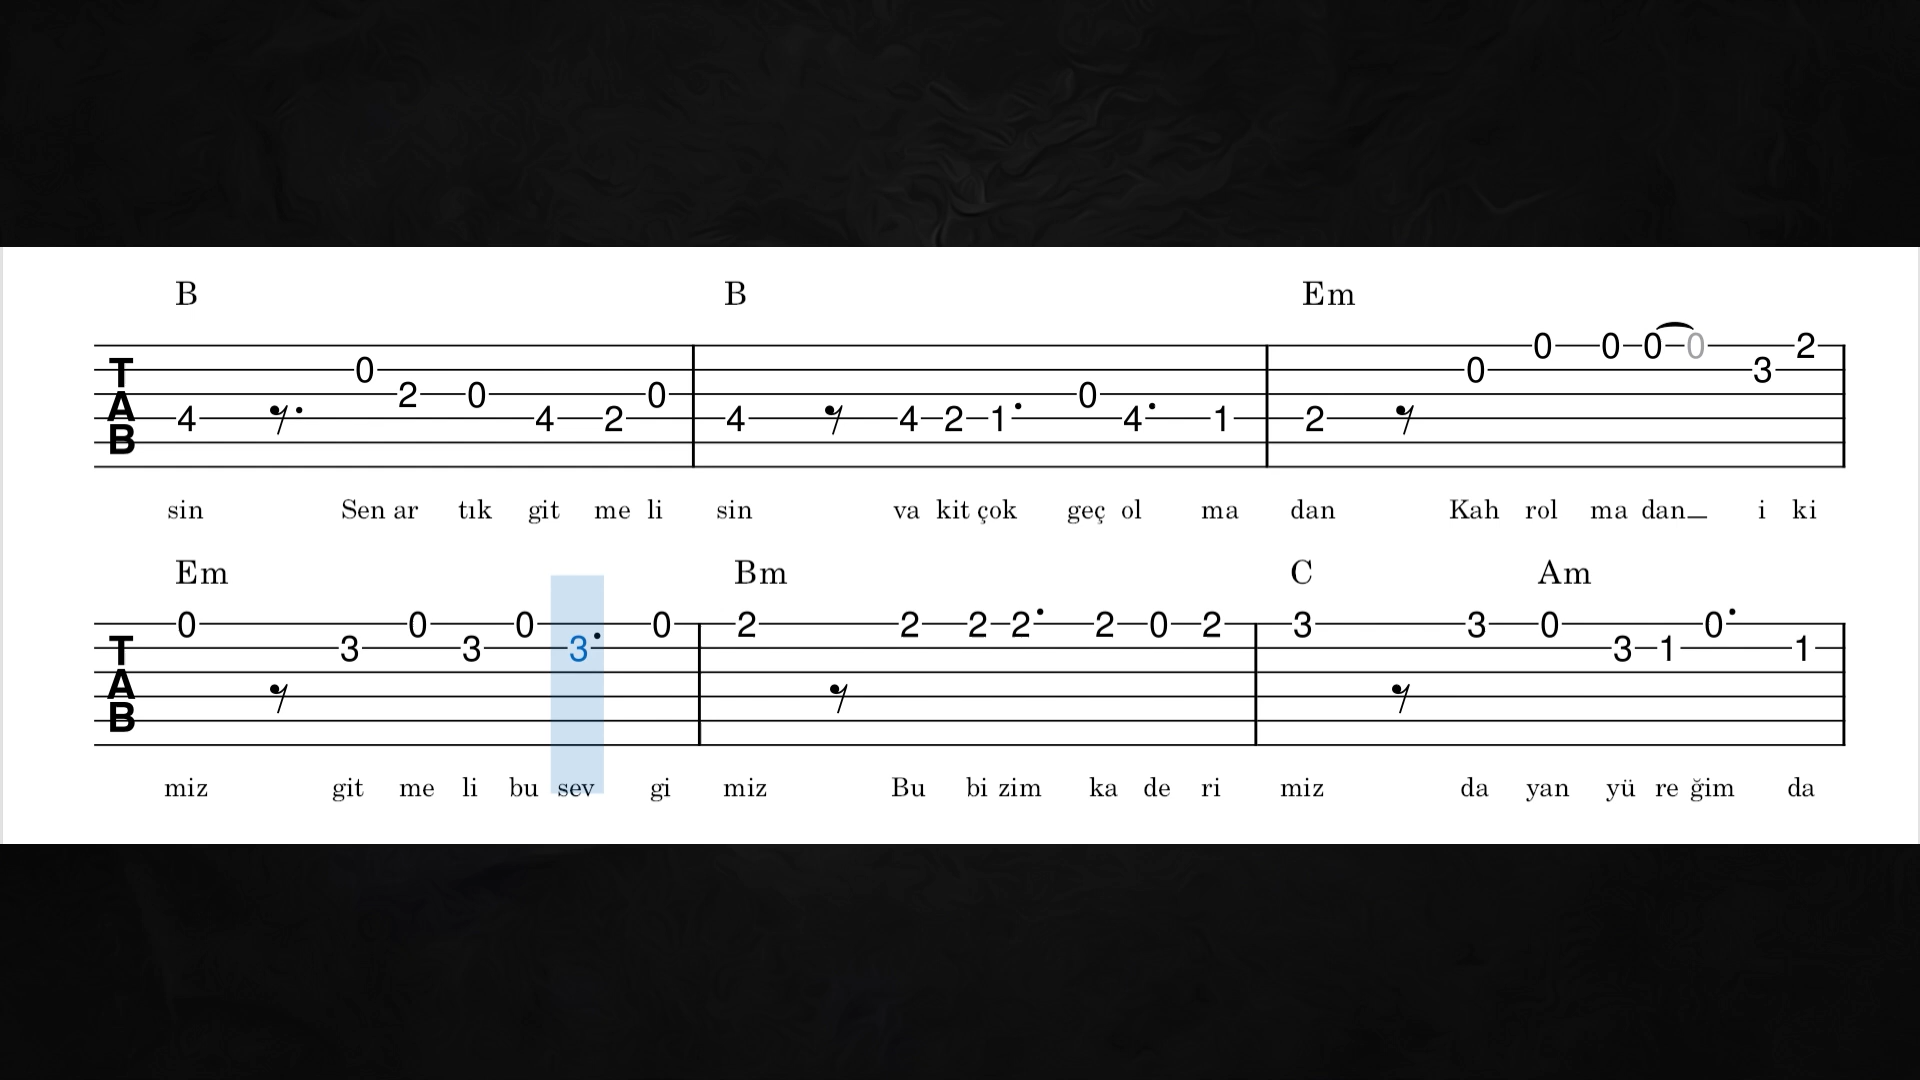 B B Em
T A B 4 0 2 0 4 2 0 4 4 2 1 0 4 1 2 0 0 0 0 0 3 2
sin Sen ar tık git me li sin va kit çok geç ol ma dan Kah rol ma dan_ i ki
Em Bm C Am
T A B 0 3 0 3 0 3 0 2 2 2 2 2 0 2 3 3 0 3 1 0 1
miz git me li bu sev gi miz Bu bi zim ka de ri miz da yan yü re ğim da